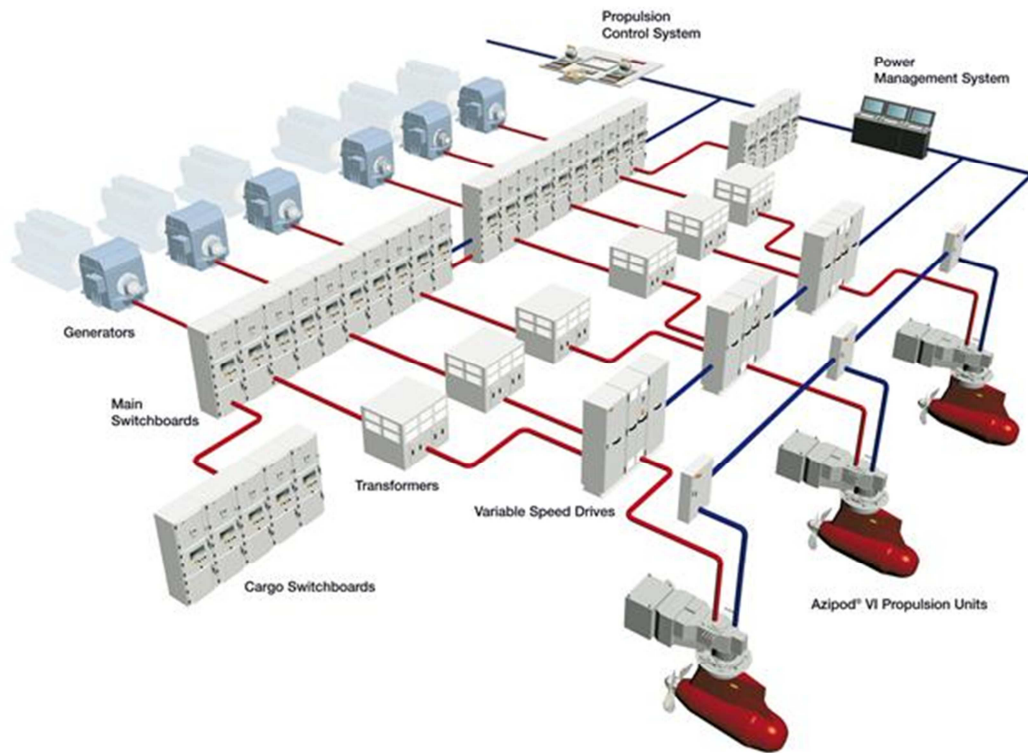 Propulsion
Control System
Power
Management System
Generators
Main
Switchboards
Transformers
Variable Speed Drives
Cargo Switchboards
Azipod® VI Propulsion Units